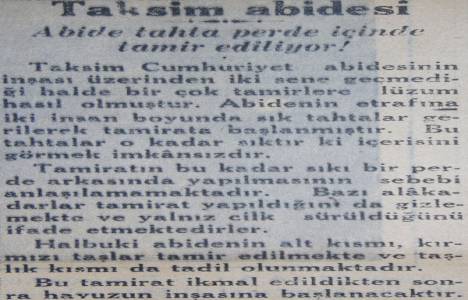 Taksim abidesi
Abide tahta perde içinde
tamir ediliyor!
Taksim Cumhuriyet abidesinin
inşası üzerinden iki sene geçmedi-
ği halde bir çok tamirlere lüzum
hasıl olmuştur. Abidenin etrafına
iki insan boyunda sık tahtalar ge-
rilerek tamirata başlanmıştır. Bu
tahtalar o kadar sıktır ki içerisini
görmek imkânsızdır.
Tamiratın bu kadar sıkı bir per-
de arkasında yapılmasının sebebi
anlaşılamamaktadır. Bazı alâka-
darlar tamirat yapıldığını da gizle-
mekte ve yalnız cilk sürüldüğünü
ifade etmektedirler.
Halbuki abidenin alt kısmı, kır-
mızı taşlar tamir edilmekte ve taş-
lık kısmı da tadil olunmaktadır.
Bu tamirat ikmal edildikten son-
ra havuzun inşasına başlanacaktır.